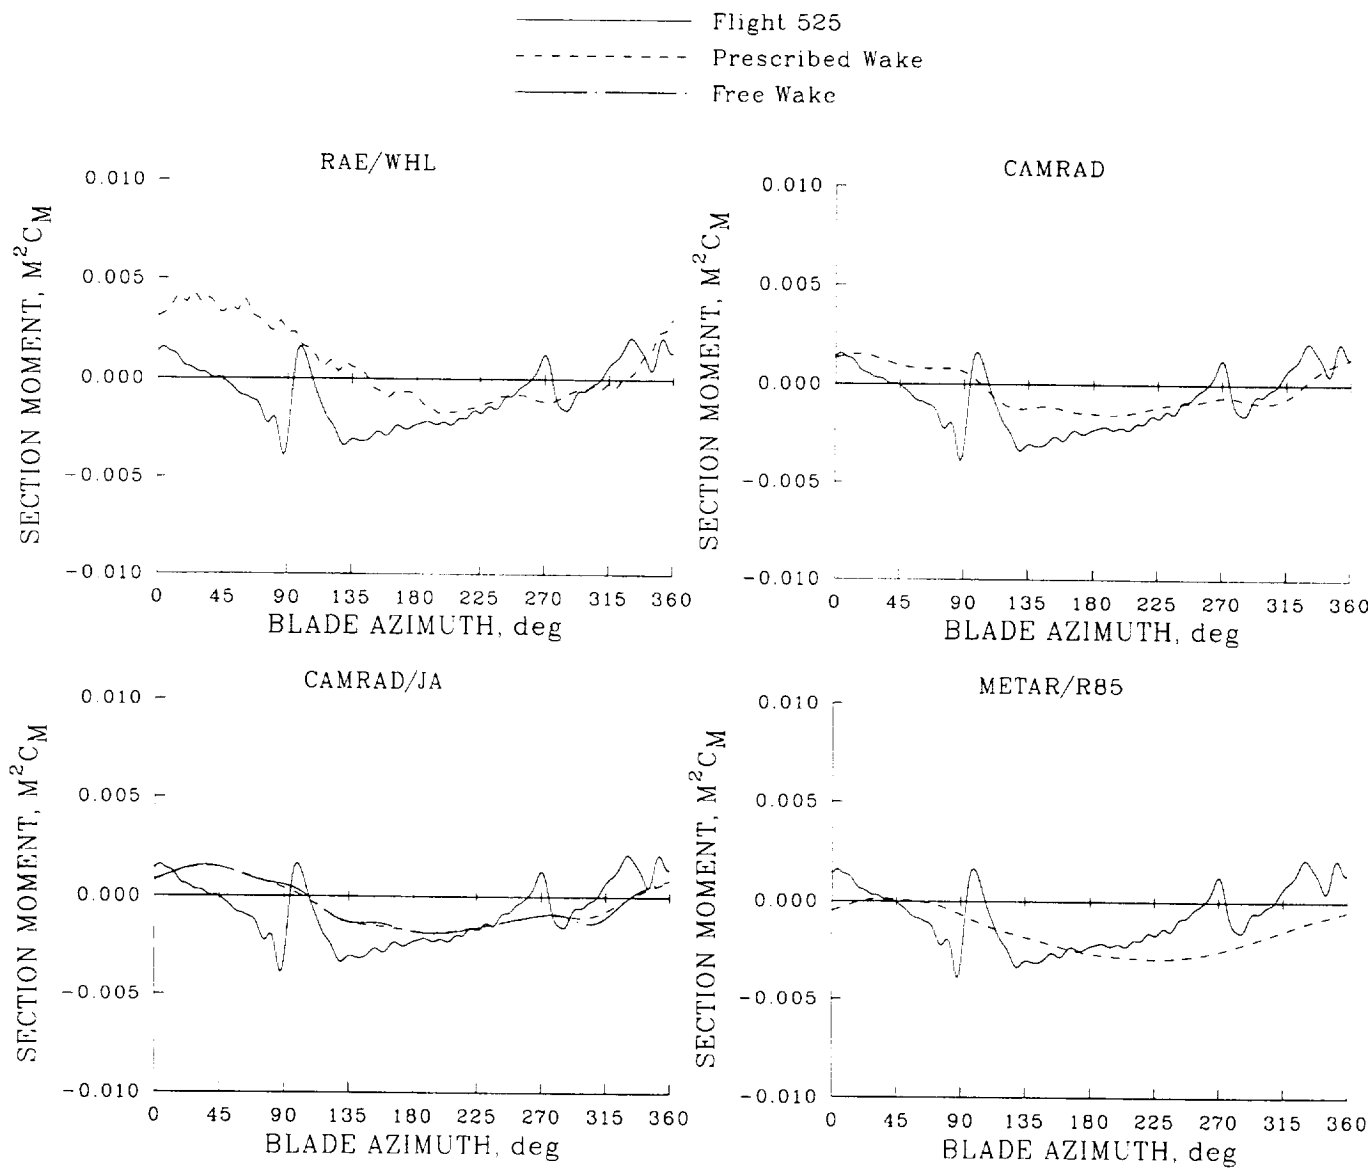 Flight 525
Prescribed Wake
Free Wake
RAE/WHL
SECTION MOMENT, M²C_M
0.010
0.005
0.000
−0.005
−0.010
0 45 90 135 180 225 270 315 360
BLADE AZIMUTH, deg
CAMRAD
SECTION MOMENT, M²C_M
0.010
0.005
0.000
−0.005
−0.010
0 45 90 135 180 225 270 315 360
BLADE AZIMUTH, deg
CAMRAD/JA
SECTION MOMENT, M²C_M
0.010
0.005
0.000
−0.005
−0.010
0 45 90 135 180 225 270 315 360
BLADE AZIMUTH, deg
METAR/R85
SECTION MOMENT, M²C_M
0.010
0.005
0.000
−0.005
−0.010
0 45 90 135 180 225 270 315 360
BLADE AZIMUTH, deg